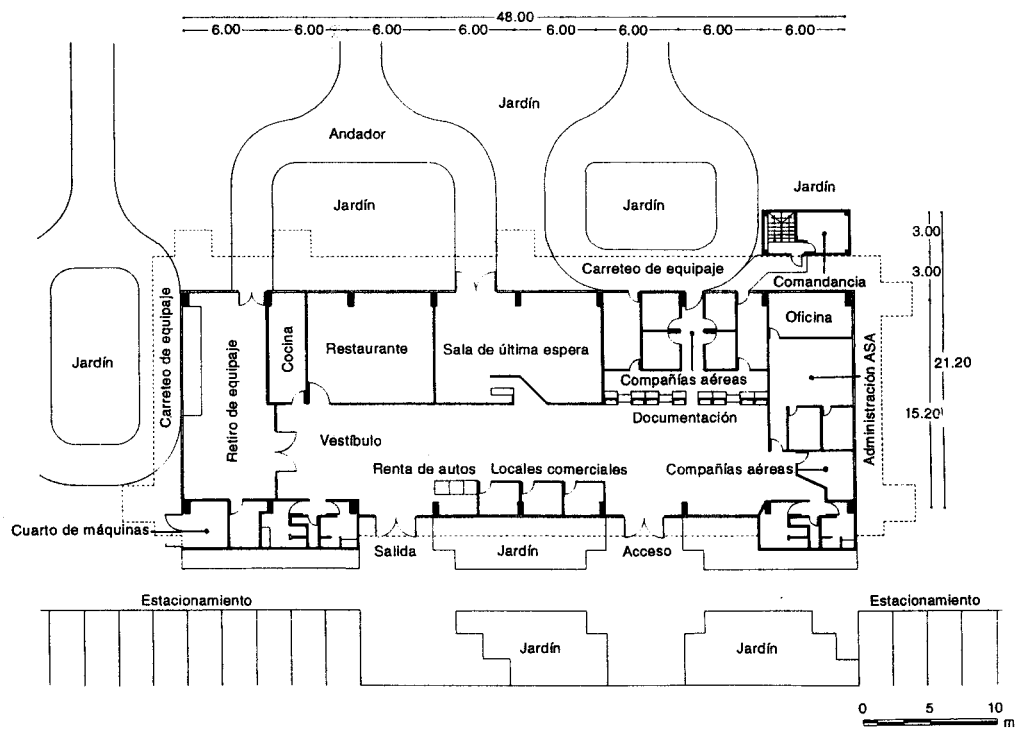 48.00
6.00 6.00 6.00 6.00 6.00 6.00 6.00 6.00
Jardín
Andador
Jardín
Jardín
Jardín
3.00
Carreteo de equipaje
3.00
Comandancia
Carreteo de equipaje
Jardín
Retiro de equipaje
Cocina
Restaurante
Sala de última espera
Oficina
Compañías aéreas
Documentación
Administración ASA
21.20
15.20
Vestíbulo
Renta de autos
Locales comerciales
Compañías aéreas
Cuarto de máquinas
Salida
Jardín
Acceso
Estacionamiento
Estacionamiento
Jardín
Jardín
0 5 10
m